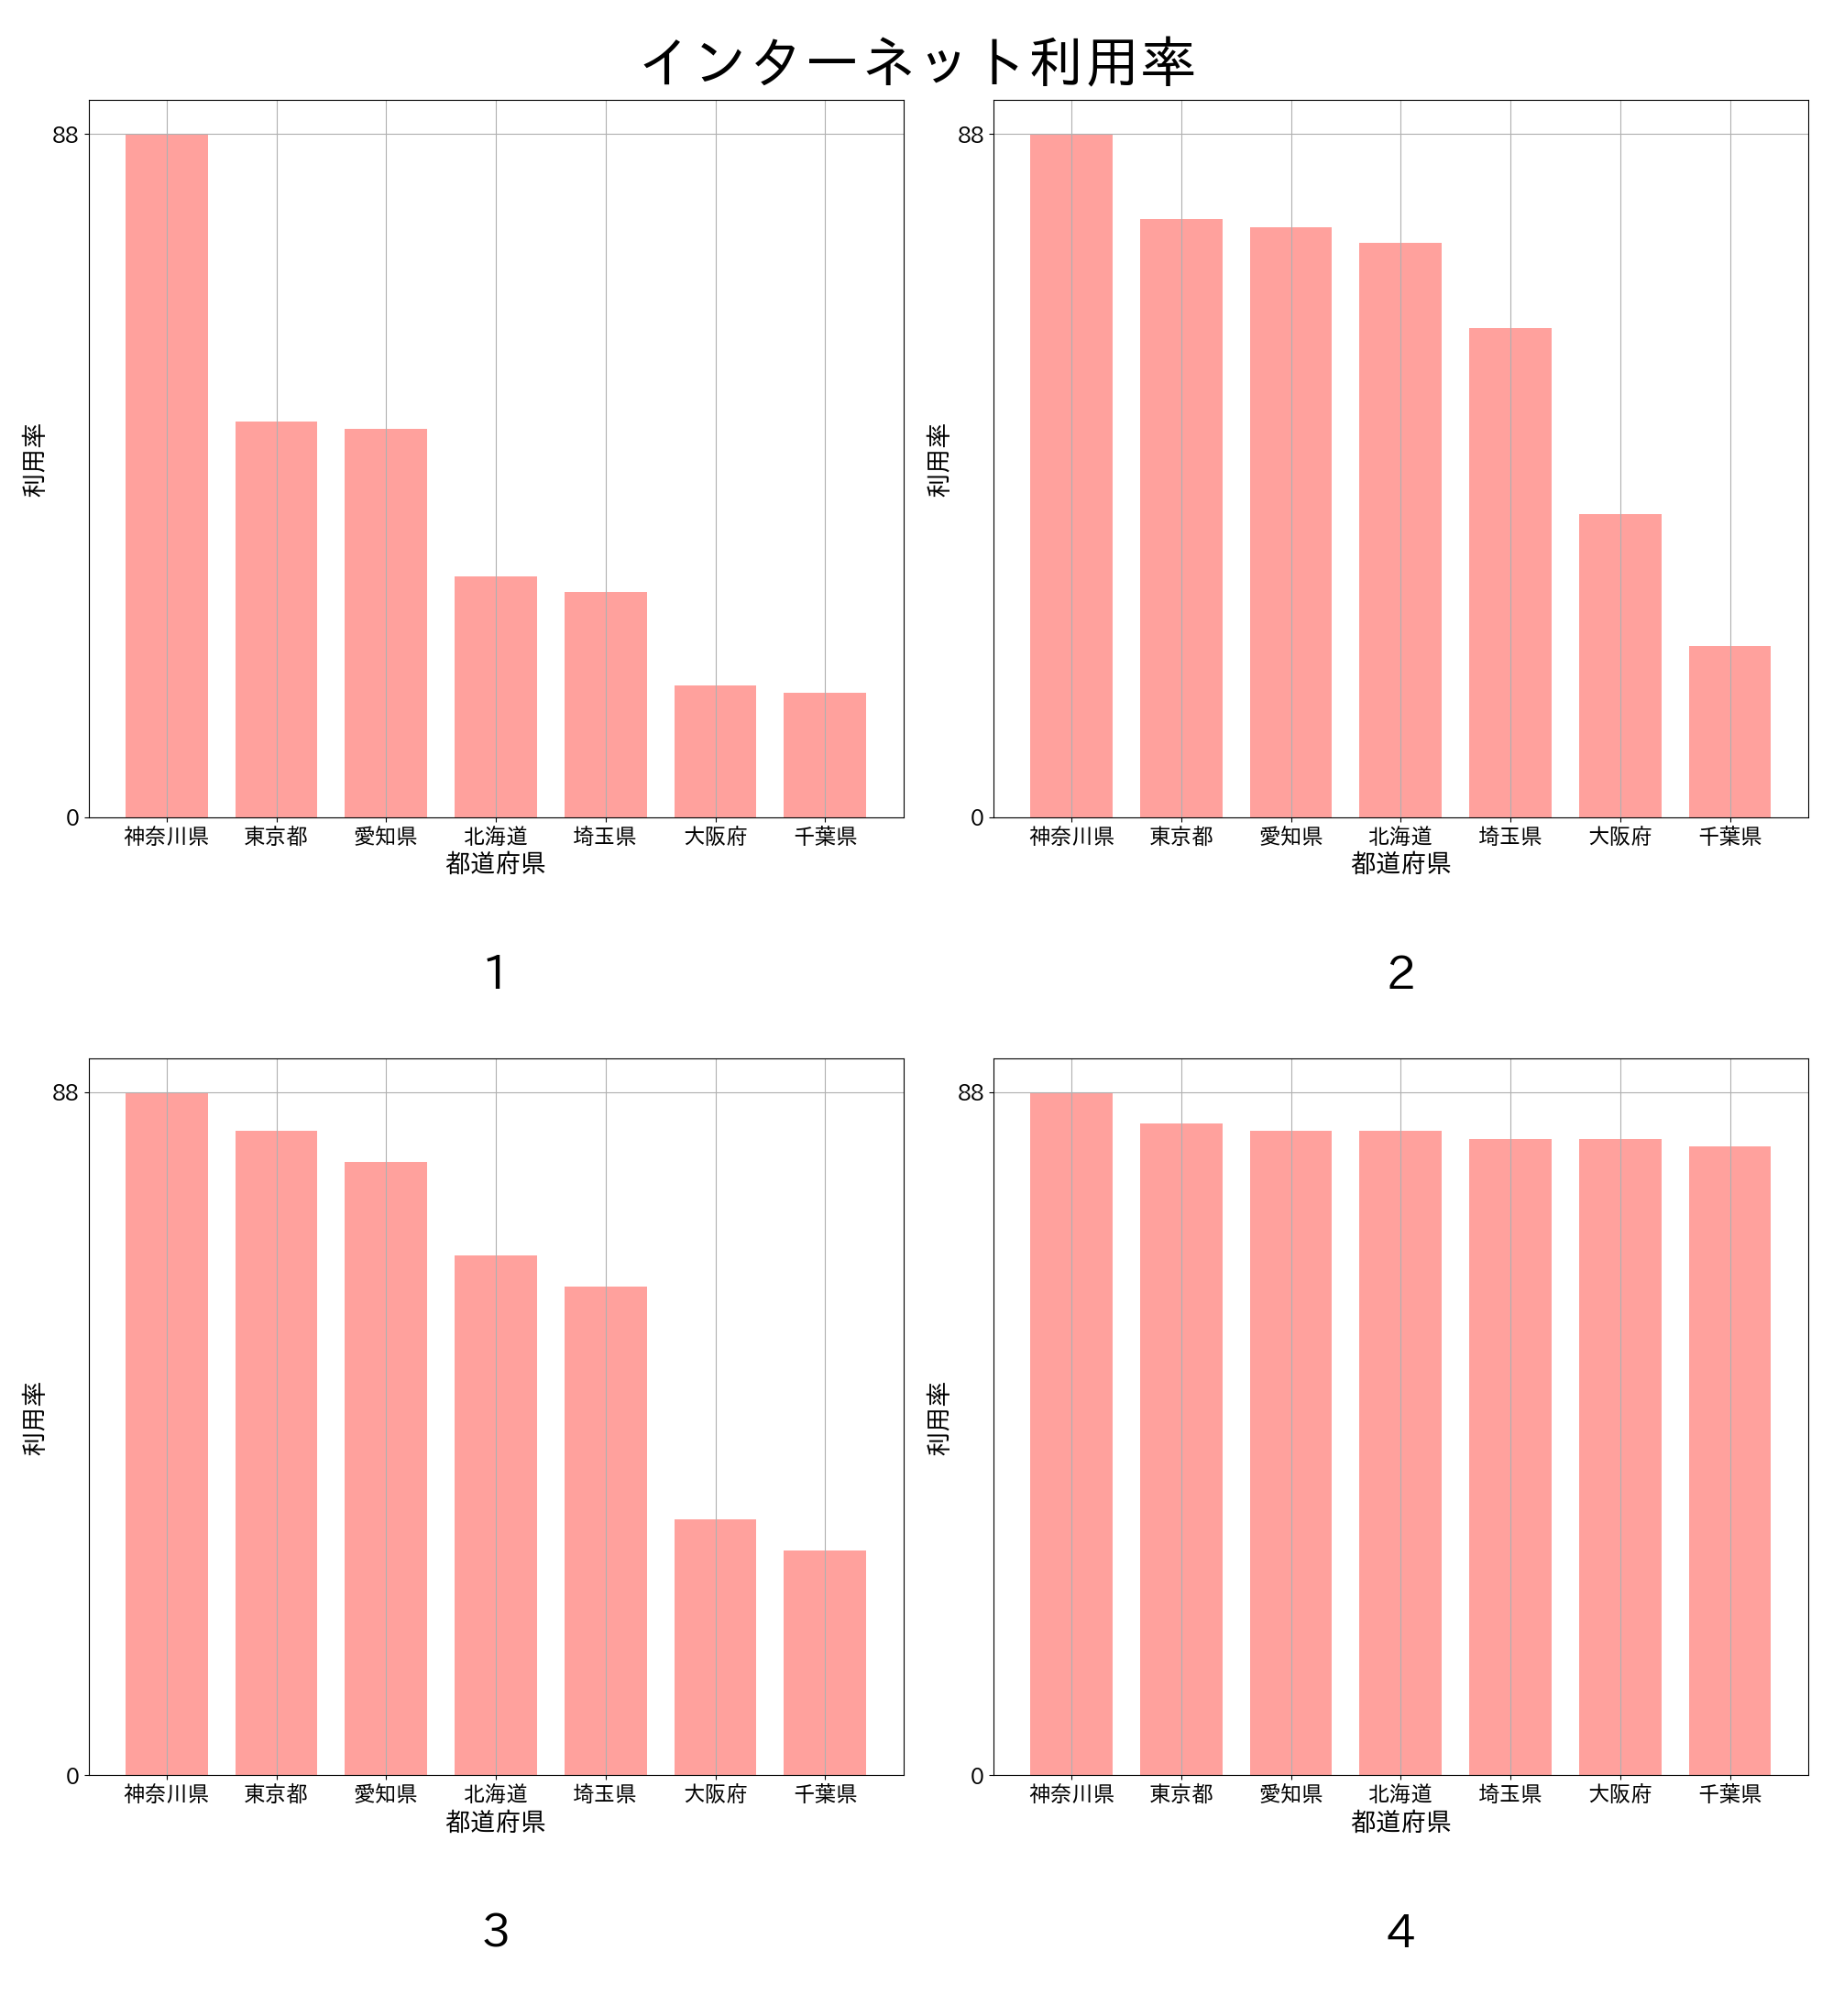 インターネット利用率
88
利用率
0
神奈川県 東京都 愛知県 北海道 埼玉県 大阪府 千葉県
都道府県
1
88
利用率
0
神奈川県 東京都 愛知県 北海道 埼玉県 大阪府 千葉県
都道府県
2
88
利用率
0
神奈川県 東京都 愛知県 北海道 埼玉県 大阪府 千葉県
都道府県
3
88
利用率
0
神奈川県 東京都 愛知県 北海道 埼玉県 大阪府 千葉県
都道府県
4